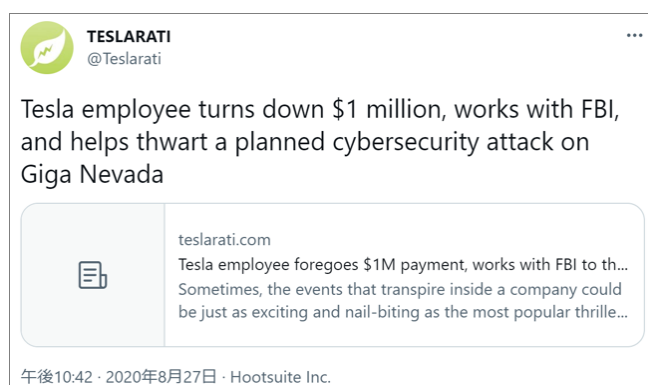 TESLARATI
@Teslarati
Tesla employee turns down $1 million, works with FBI,
and helps thwart a planned cybersecurity attack on
Giga Nevada
teslarati.com
Tesla employee foregoes $1M payment, works with FBI to th...
Sometimes, the events that transpire inside a company could
be just as exciting and nail-biting as the most popular thrille...
午後10:42 · 2020年8月27日 · Hootsuite Inc.